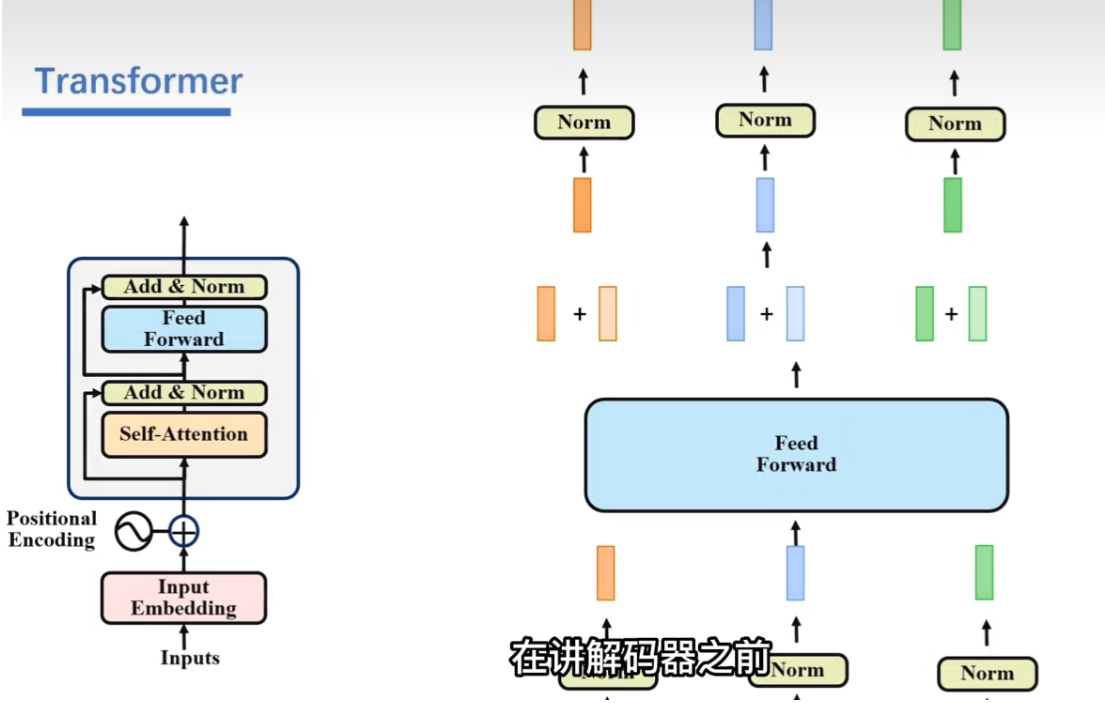 Transformer
Add & Norm
Feed
Forward
Add & Norm
Self-Attention
Positional
Encoding
Input
Embedding
Inputs
Norm
Norm
Norm
+
+
+
Feed
Forward
Norm
Norm
Norm
在讲解码器之前